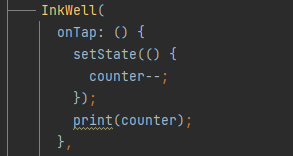 InkWell(
onTap: () {
setState(() {
counter--;
});
print(counter);
},